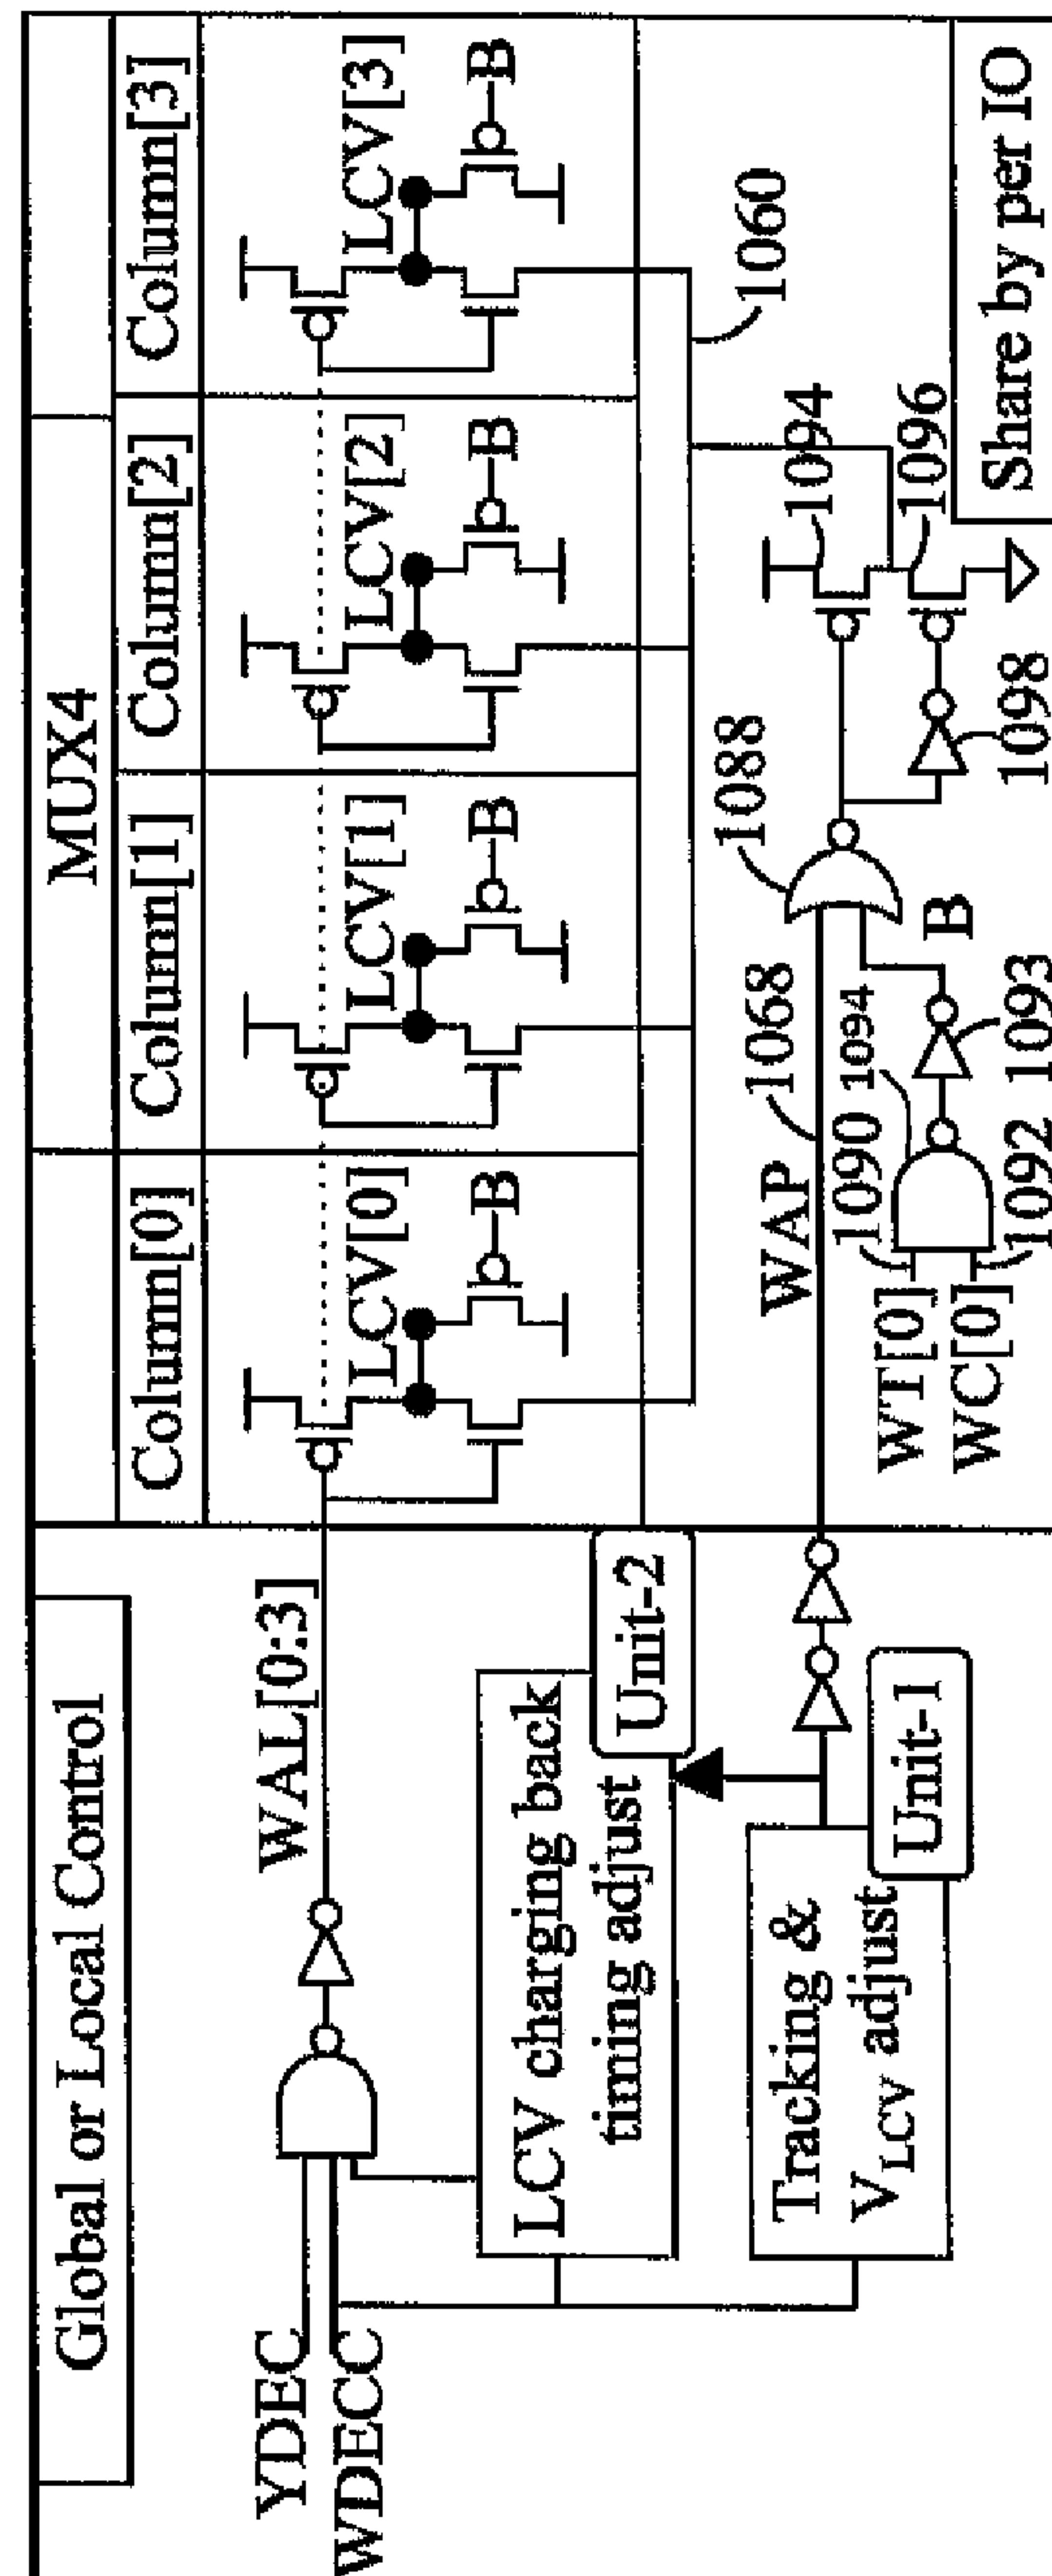 Global or Local Control
MUX4
Column[0]
Column[1]
Column[2]
Column[3]
YDEC
WDECC
WAL[0:3]
LCV[0]
LCV[1]
LCV[2]
LCV[3]
B
B
B
B
LCV charging back
timing adjust
Unit-2
Tracking &
VLCV adjust
Unit-1
1060
WAP
1068
1088
1094
1096
1098
WT[0]
WC[0]
1090
1094
1092
1093
B
Share by per IO